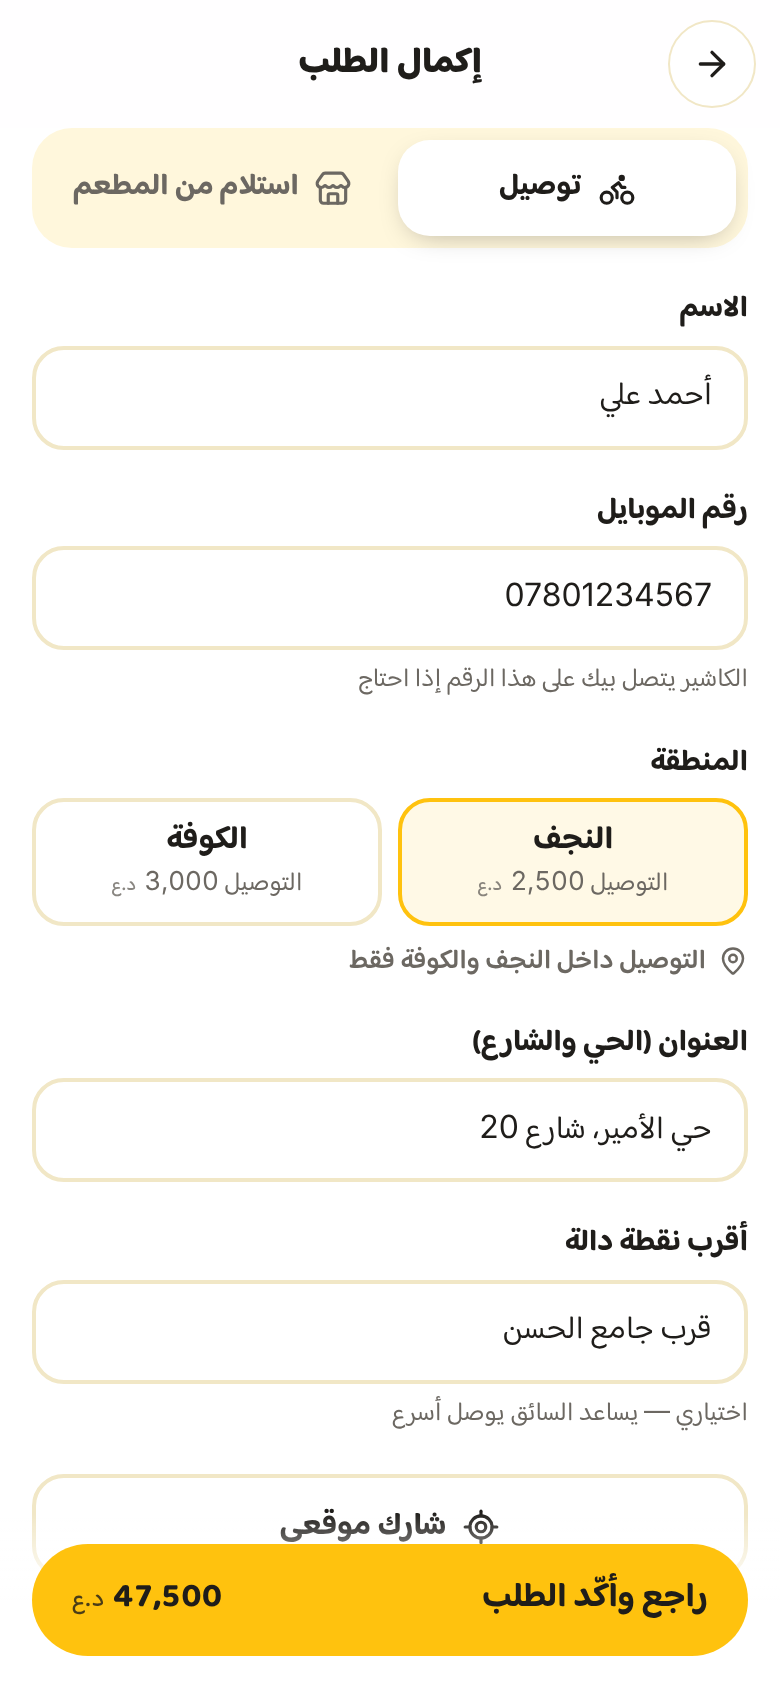 إكمال الطلب
توصيل
استلام من المطعم
الاسم
أحمد علي
رقم الموبايل
07801234567
الكاشير يتصل بيك على هذا الرقم إذا احتاج
المنطقة
النجف
التوصيل 2,500 د.ع
الكوفة
التوصيل 3,000 د.ع
التوصيل داخل النجف والكوفة فقط
العنوان (الحي والشارع)
حي الأمير، شارع 20
أقرب نقطة دالة
قرب جامع الحسن
اختياري — يساعد السائق يوصل أسرع
شارك موقعي
راجع وأكّد الطلب
47,500 د.ع